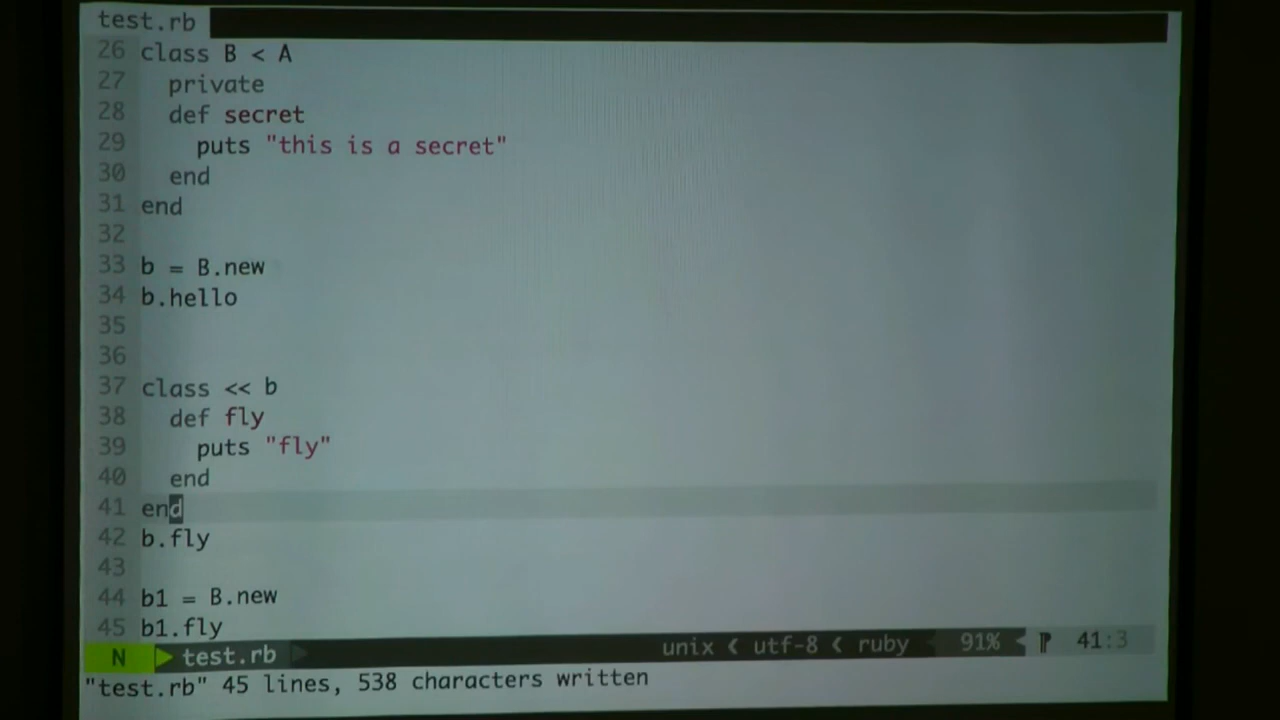 test.rb
26 class B < A
27 private
28 def secret
29 puts "this is a secret"
30 end
31 end
32
33 b = B.new
34 b.hello
35
36
37 class << b
38 def fly
39 puts "fly"
40 end
41 end
42 b.fly
43
44 b1 = B.new
45 b1.fly
N test.rb unix < utf-8 < ruby 91% < 41:3
"test.rb" 45 lines, 538 characters written